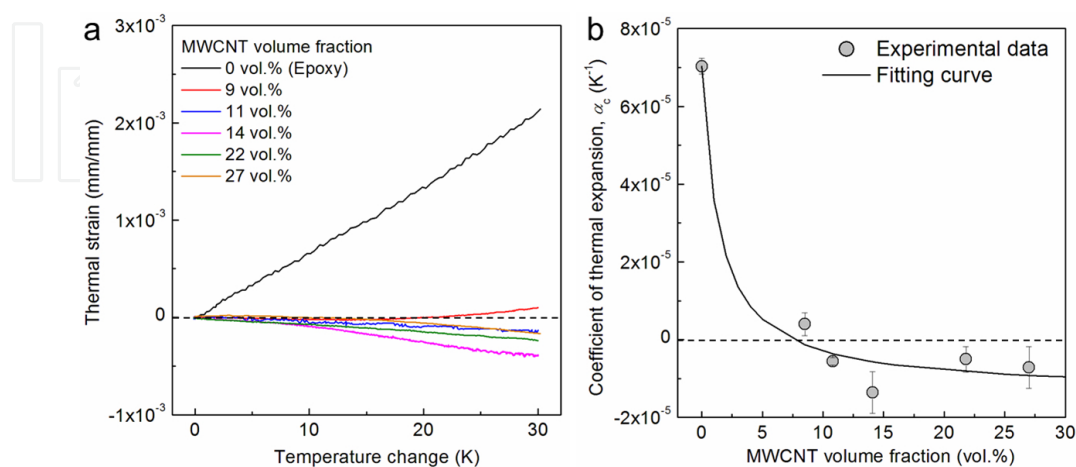 a
3x10⁻³
2x10⁻³
1x10⁻³
0
-1x10⁻³
Thermal strain (mm/mm)
MWCNT volume fraction
0 vol.% (Epoxy)
9 vol.%
11 vol.%
14 vol.%
22 vol.%
27 vol.%
0 10 20 30
Temperature change (K)
b
8x10⁻⁵
6x10⁻⁵
4x10⁻⁵
2x10⁻⁵
0
-2x10⁻⁵
Coefficient of thermal expansion, α_c (K⁻¹)
Experimental data
Fitting curve
0 5 10 15 20 25 30
MWCNT volume fraction (vol.%)